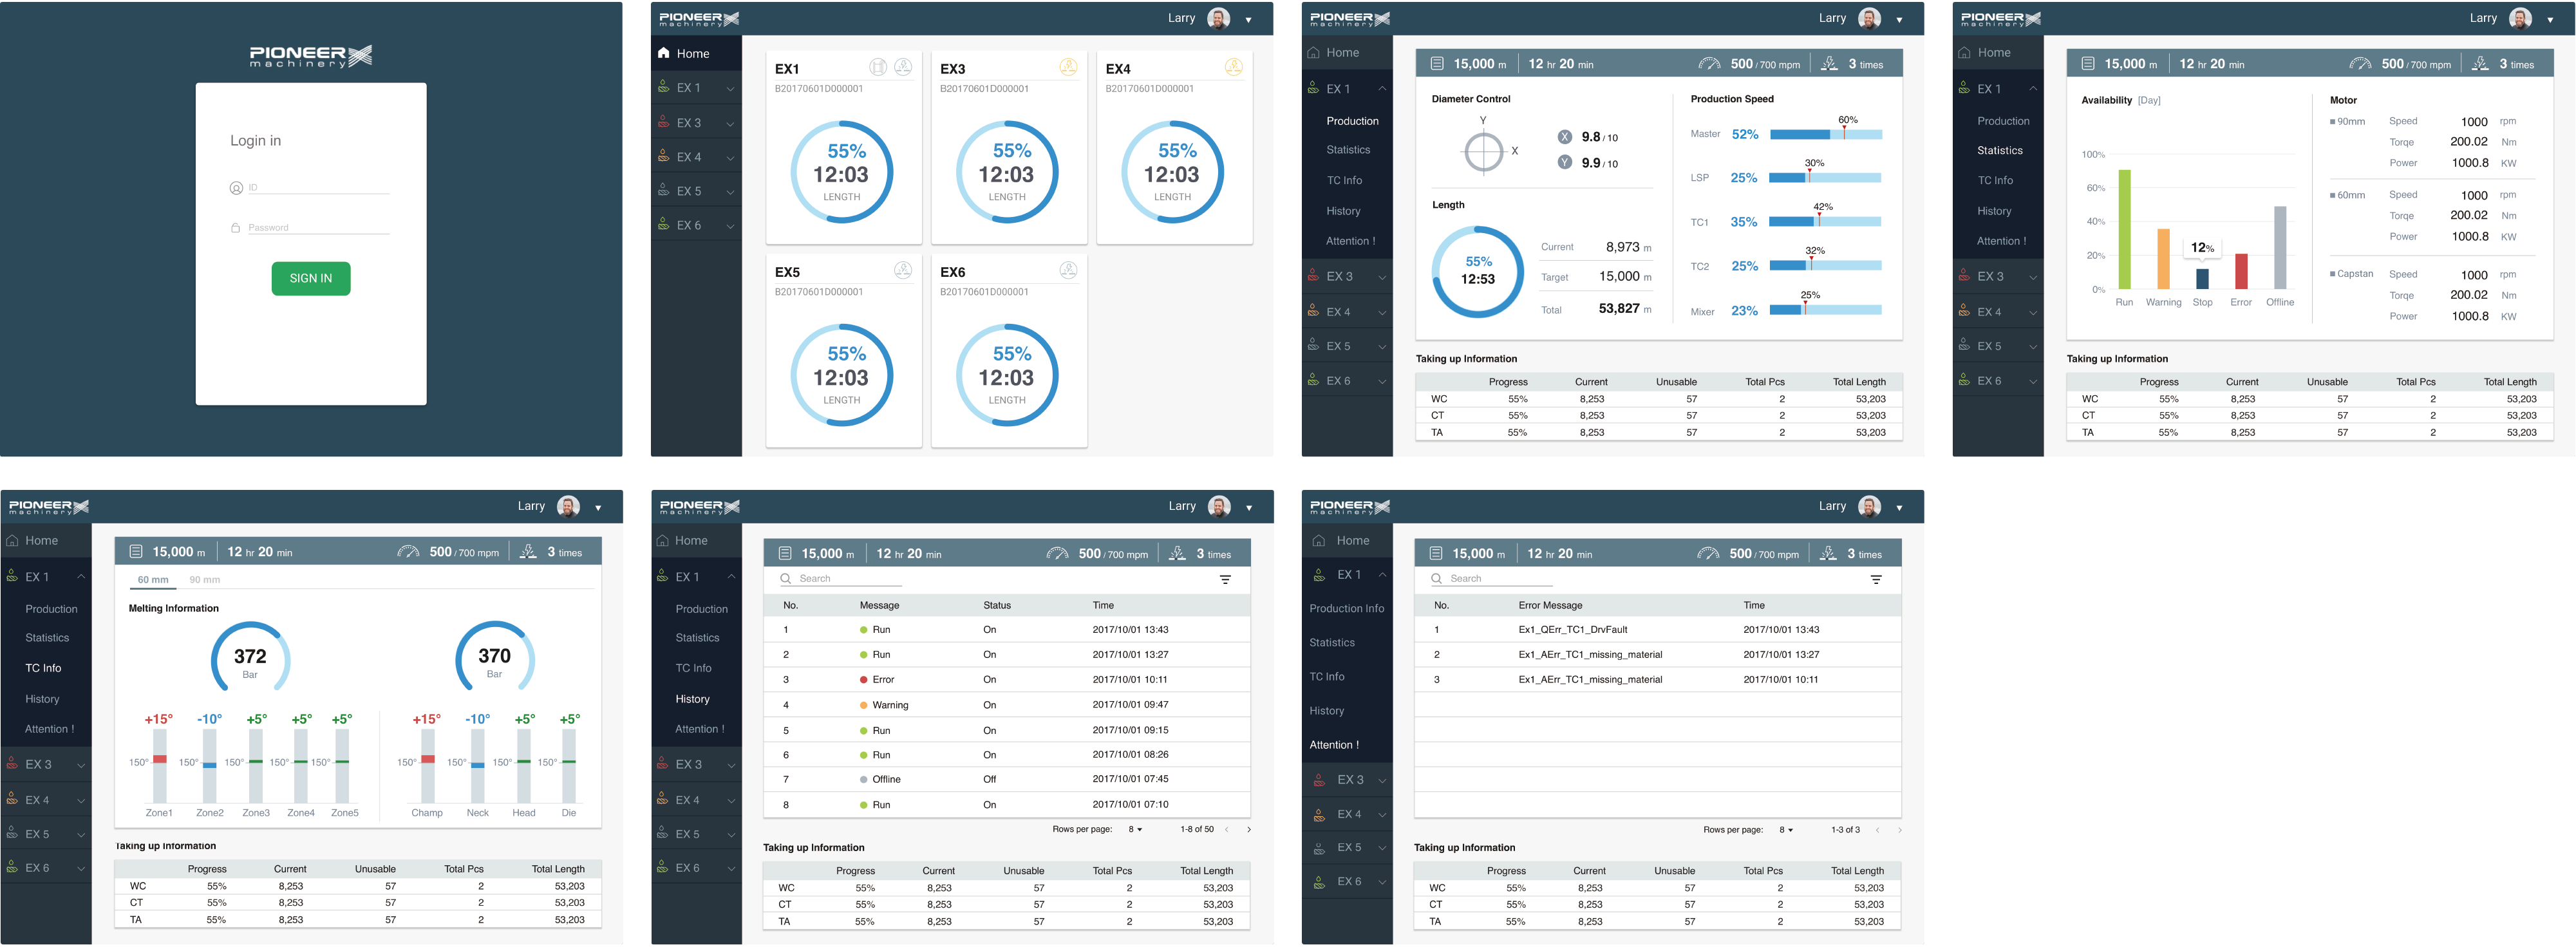 PIONEER
machinery
Login in
ID
Password
SIGN IN
PIONEER
machinery
Larry
Home
EX 1
EX 3
EX 4
EX 5
EX 6
EX1
B20170601D000001
55%
12:03
LENGTH
EX3
B20170601D000001
55%
12:03
LENGTH
EX4
B20170601D000001
55%
12:03
LENGTH
EX5
B20170601D000001
55%
12:03
LENGTH
EX6
B20170601D000001
55%
12:03
LENGTH
PIONEER
machinery
Larry
Home
EX 1
Production
Statistics
TC Info
History
Attention !
EX 3
EX 4
EX 5
EX 6
15,000 m 12 hr 20 min 500 / 700 mpm 3 times
Diameter Control
Y
X
X 9.8 / 10
Y 9.9 / 10
Length
55%
12:53
Current 8,973 m
Target 15,000 m
Total 53,827 m
Production Speed
60%
Master 52%
30%
LSP 25%
42%
TC1 35%
32%
TC2 25%
25%
Mixer 23%
Taking up Information
Progress Current Unusable Total Pcs Total Length
WC 55% 8,253 57 2 53,203
CT 55% 8,253 57 2 53,203
TA 55% 8,253 57 2 53,203
PIONEER
machinery
Larry
Home
EX 1
Production
Statistics
TC Info
History
Attention !
EX 3
EX 4
EX 5
EX 6
15,000 m 12 hr 20 min 500 / 700 mpm 3 times
Availability [Day]
100%
60%
40%
20%
0%
12%
Run Warning Stop Error Offline
Motor
90mm Speed 1000 rpm
Torqe 200.02 Nm
Power 1000.8 KW
60mm Speed 1000 rpm
Torqe 200.02 Nm
Power 1000.8 KW
Capstan Speed 1000 rpm
Torqe 200.02 Nm
Power 1000.8 KW
Taking up Information
Progress Current Unusable Total Pcs Total Length
WC 55% 8,253 57 2 53,203
CT 55% 8,253 57 2 53,203
TA 55% 8,253 57 2 53,203
PIONEER
machinery
Larry
Home
EX 1
Production
Statistics
TC Info
History
Attention !
EX 3
EX 4
EX 5
EX 6
15,000 m 12 hr 20 min 500 / 700 mpm 3 times
60 mm 90 mm
Melting Information
372
Bar
370
Bar
+15° -10° +5° +5° +5°
150° 150° 150° 150° 150°
Zone1 Zone2 Zone3 Zone4 Zone5
+15° -10° +5° +5°
150° 150° 150° 150°
Champ Neck Head Die
Taking up Information
Progress Current Unusable Total Pcs Total Length
WC 55% 8,253 57 2 53,203
CT 55% 8,253 57 2 53,203
TA 55% 8,253 57 2 53,203
PIONEER
machinery
Larry
Home
EX 1
Production
Statistics
TC Info
History
Attention !
EX 3
EX 4
EX 5
EX 6
15,000 m 12 hr 20 min 500 / 700 mpm 3 times
Search
No. Message Status Time
1 Run On 2017/10/01 13:43
2 Run On 2017/10/01 13:27
3 Error On 2017/10/01 10:11
4 Warning On 2017/10/01 09:47
5 Run On 2017/10/01 09:15
6 Run On 2017/10/01 08:26
7 Offline Off 2017/10/01 07:45
8 Run On 2017/10/01 07:10
Rows per page: 8 1-8 of 50
Taking up Information
Progress Current Unusable Total Pcs Total Length
WC 55% 8,253 57 2 53,203
CT 55% 8,253 57 2 53,203
TA 55% 8,253 57 2 53,203
PIONEER
machinery
Larry
Home
EX 1
Production Info
Statistics
TC Info
History
Attention !
EX 3
EX 4
EX 5
EX 6
15,000 m 12 hr 20 min 500 / 700 mpm 3 times
Search
No. Error Message Time
1 Ex1_QErr_TC1_DrvFault 2017/10/01 13:43
2 Ex1_AErr_TC1_missing_material 2017/10/01 13:27
3 Ex1_AErr_TC1_missing_material 2017/10/01 10:11
Rows per page: 8 1-3 of 3
Taking up Information
Progress Current Unusable Total Pcs Total Length
WC 55% 8,253 57 2 53,203
CT 55% 8,253 57 2 53,203
TA 55% 8,253 57 2 53,203